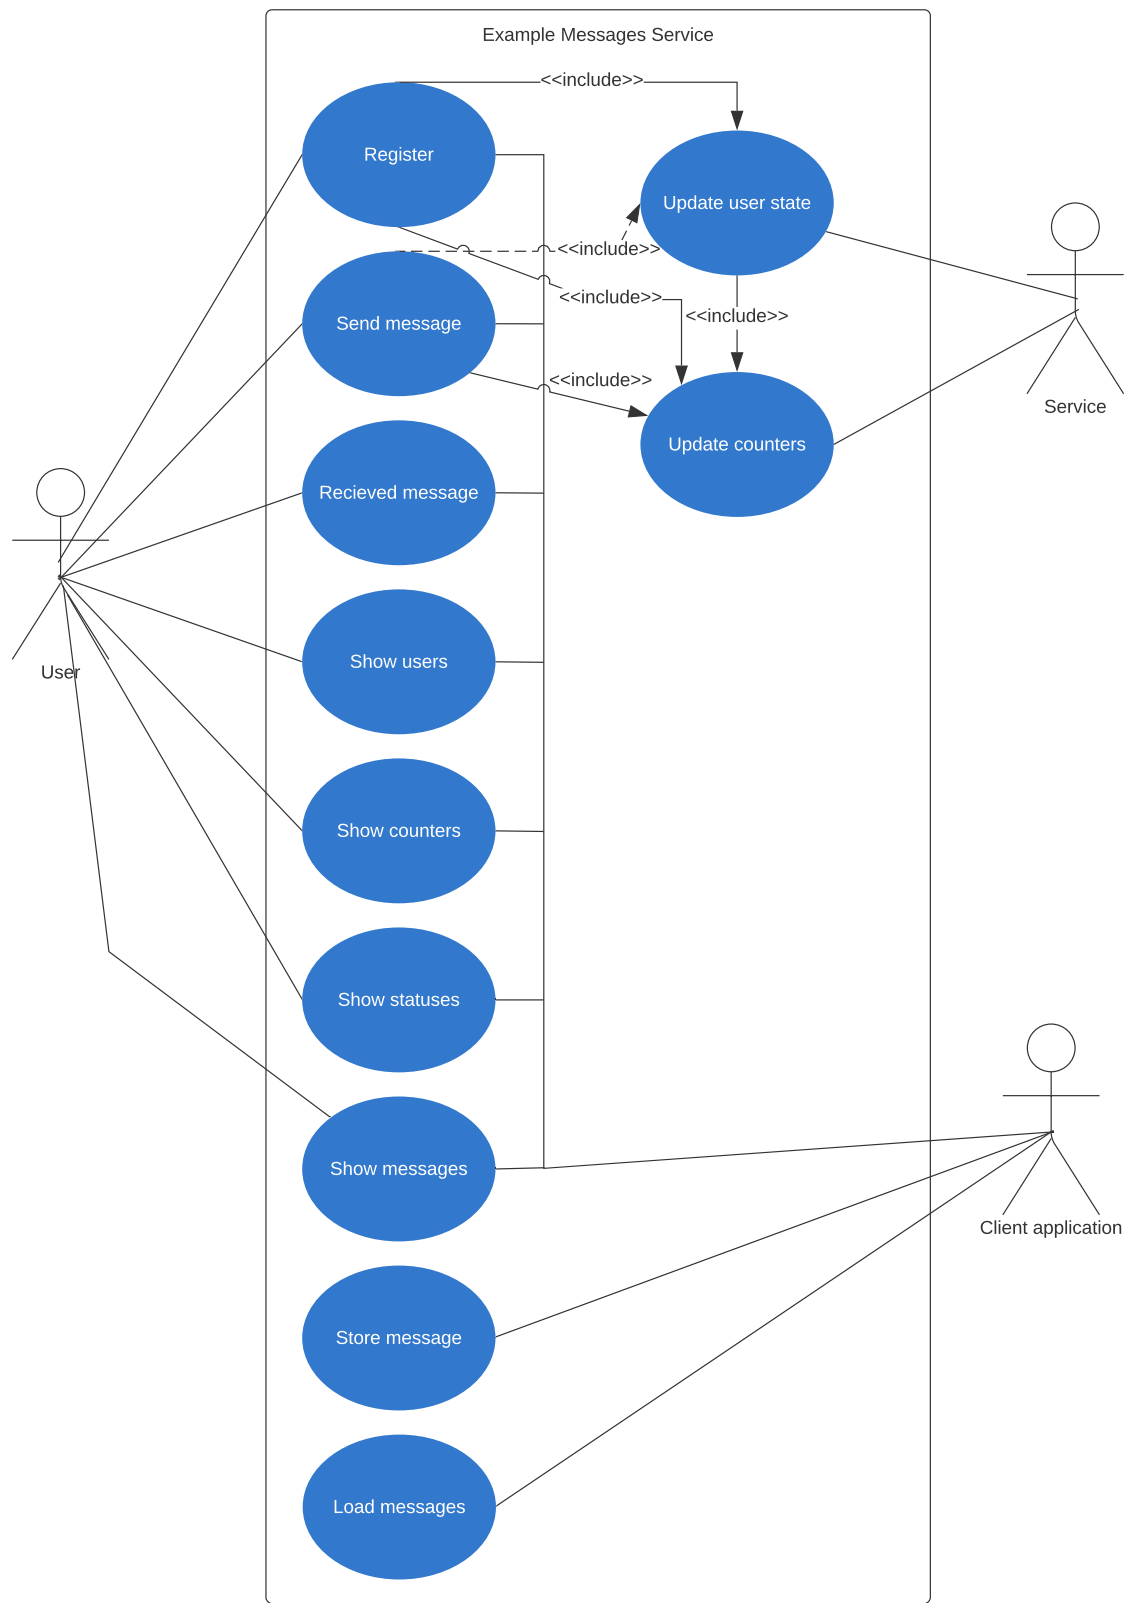 Example Messages Service
<<include>>
Register
Update user state
<<include>>
<<include>>
<<include>>
Send message
<<include>>
Service
Update counters
Recieved message
Show users
User
Show counters
Show statuses
Show messages
Client application
Store message
Load messages